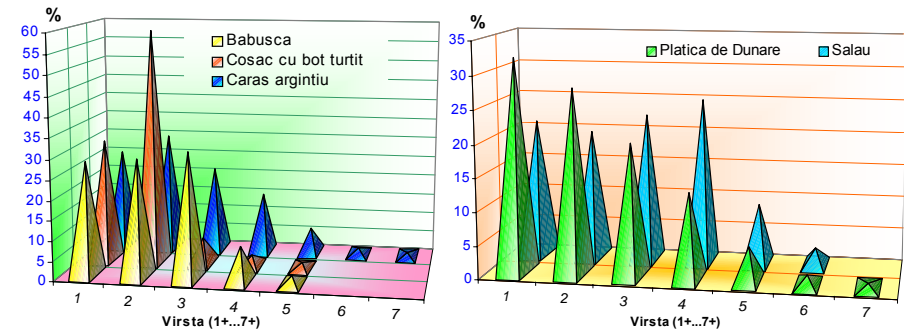 %
60
55
50
45
40
35
30
25
20
15
10
5
0
Babusca
Cosac cu bot turtit
Caras argintiu
1 2 3 4 5 6 7
Virsta (1+...7+)
%
35
30
25
20
15
10
5
0
Platica de Dunare Salau
1 2 3 4 5 6 7
Virsta (1+...7+)